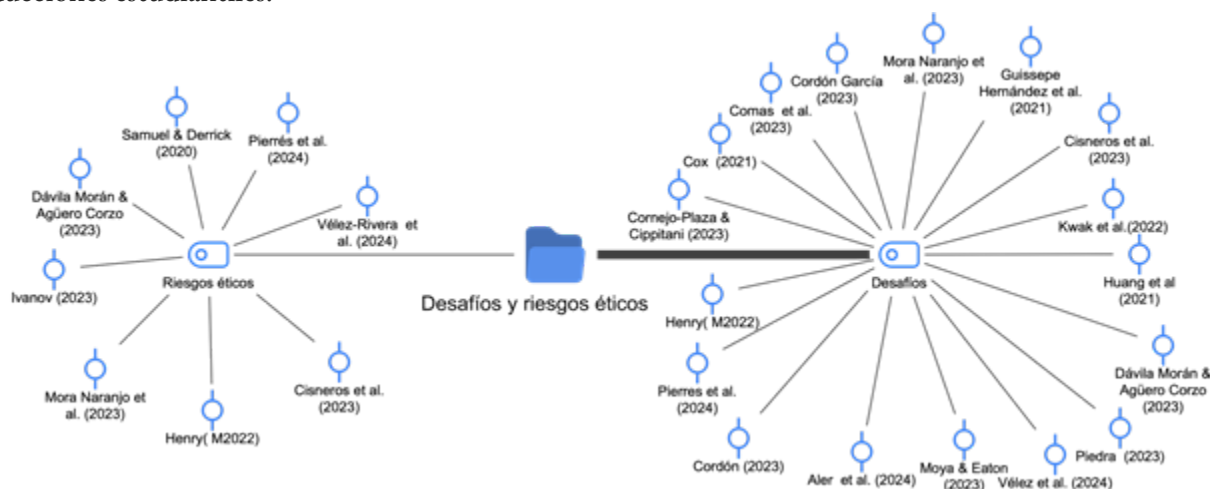 Samuel & Derrick
(2020)
Pierrés et al.
(2024)
Dávila Morán &
Agüero Corzo
(2023)
Vélez-Rivera et
al. (2024)
Ivanov (2023)
Riesgos éticos
Mora Naranjo et
al. (2023)
Henry( M2022)
Cisneros et al.
(2023)
Desafíos y riesgos éticos
Mora Naranjo et
al. (2023)
Cordón García
(2023)
Guissepe
Hernández et al.
(2021)
Comas et al.
(2023)
Cisneros et al.
(2023)
Cox (2021)
Cornejo-Plaza &
Cippitani (2023)
Kwak et al.(2022)
Desafíos
Huang et al
(2021)
Henry( M2022)
Dávila Morán &
Agüero Corzo
(2023)
Pierres et al.
(2024)
Cordón (2023)
Aler et al. (2024)
Moya & Eaton
(2023)
Vélez et al. (2024)
Piedra (2023)